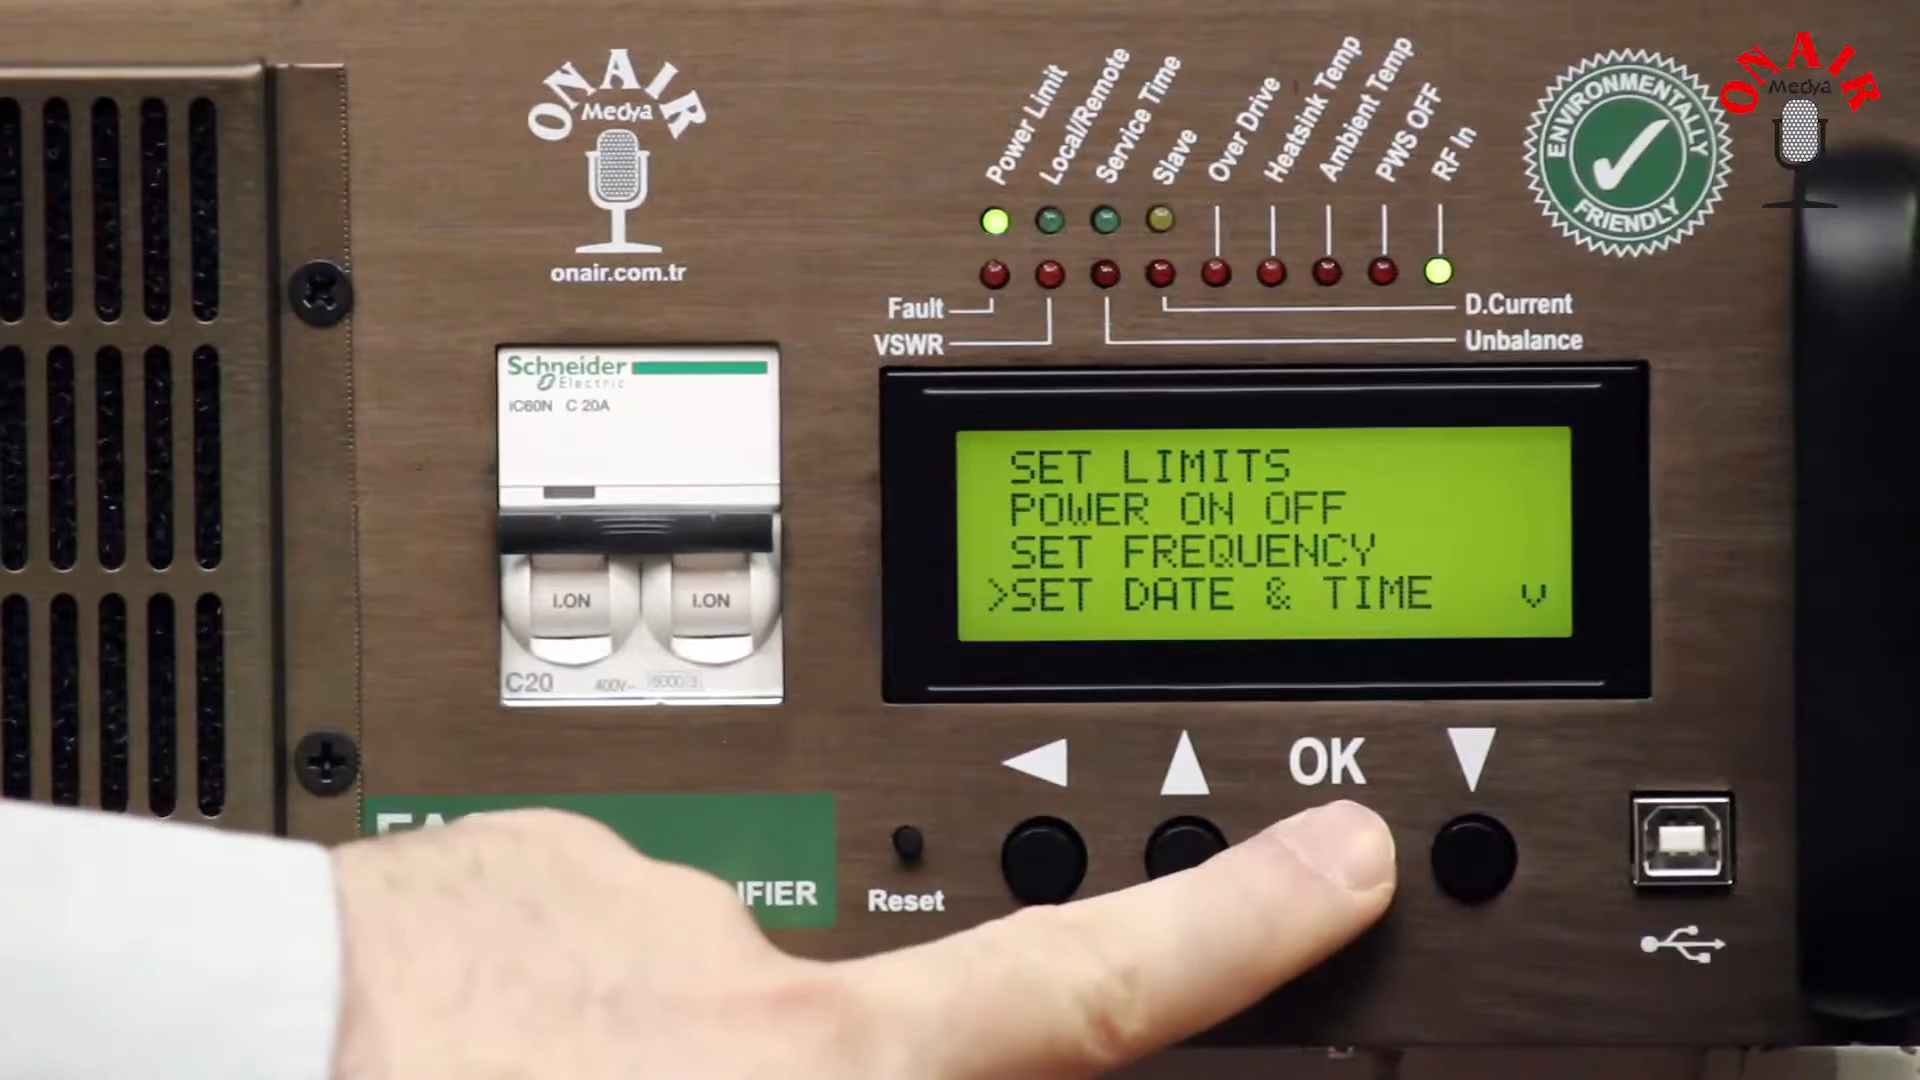 ONAIR
Medya
onair.com.tr
Power Limit
Local/Remote
Service Time
Slave
Over Drive
Heatsink Temp
Ambient Temp
PWS OFF
RF In
ENVIRONMENTALLY
FRIENDLY
ONAIR
Medya
Fault
VSWR
D.Current
Unbalance
Schneider
Electric
iC60N C 20A
I.ON
I.ON
C20
400V~
6000 3
SET LIMITS
POWER ON OFF
SET FREQUENCY
>SET DATE & TIME v
OK
Reset